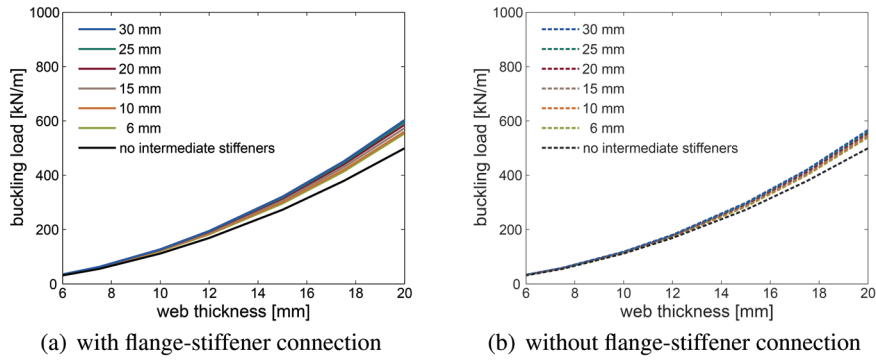 1000
800
600
400
200
0
buckling load [kN/m]
30 mm
25 mm
20 mm
15 mm
10 mm
6 mm
no intermediate stiffeners
6 8 10 12 14 16 18 20
web thickness [mm]
(a) with flange-stiffener connection
1000
800
600
400
200
0
buckling load [kN/m]
30 mm
25 mm
20 mm
15 mm
10 mm
6 mm
no intermediate stiffeners
6 8 10 12 14 16 18 20
web thickness [mm]
(b) without flange-stiffener connection